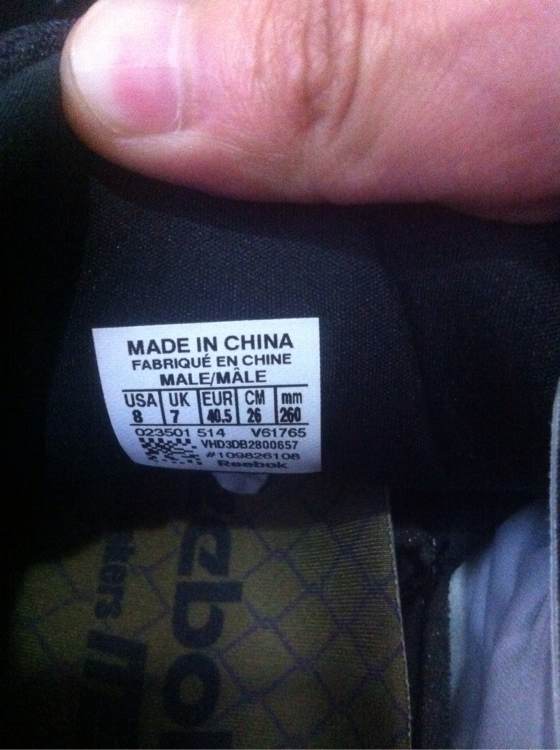 MADE IN CHINA
FABRIQUÉ EN CHINE
MALE/MÂLE
USA UK EUR CM mm
8 7 40.5 26 260
023501 514 V61765
VHD3DB2800657
#109826108
Reebok